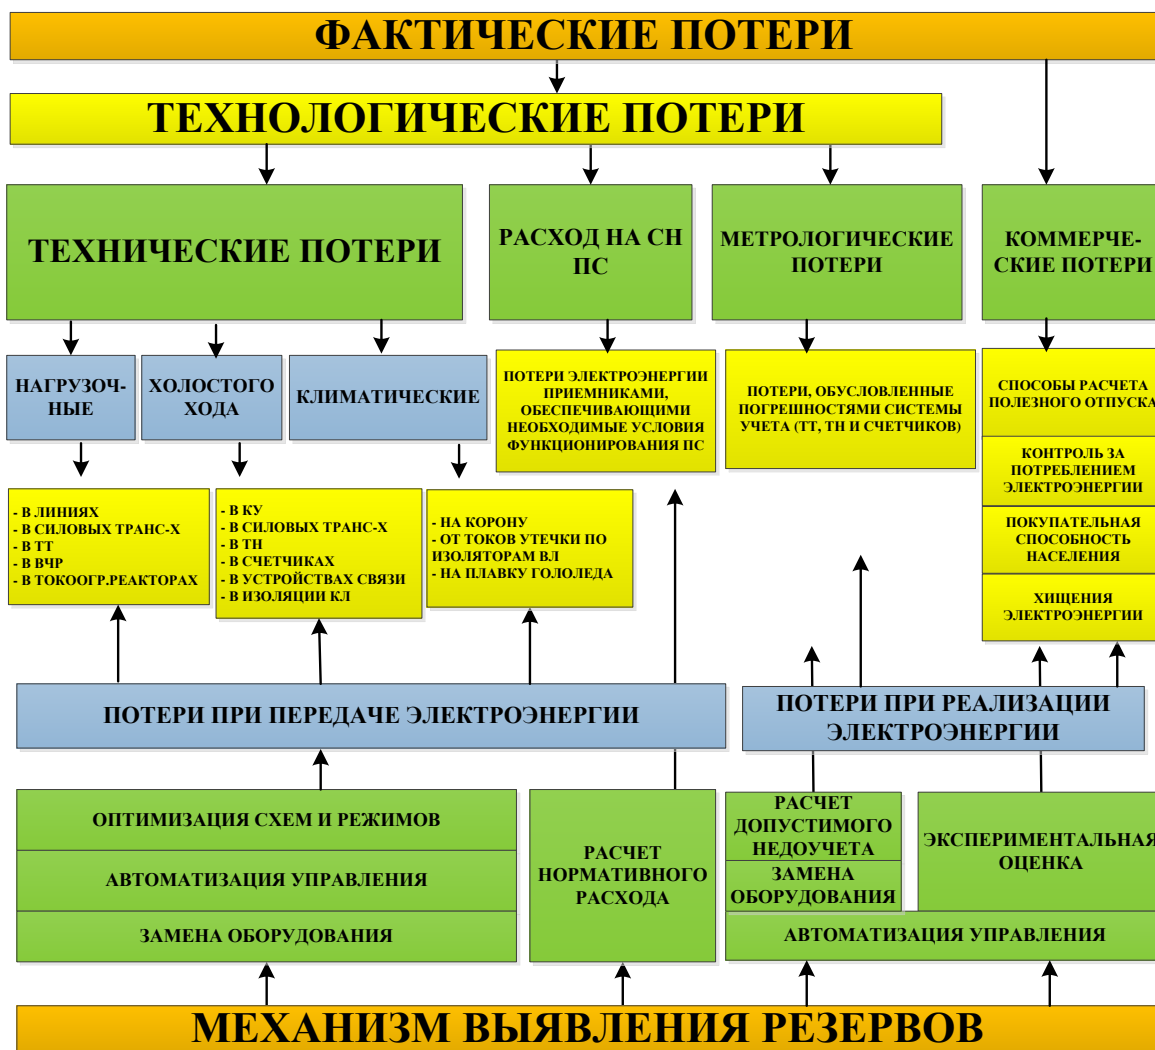 ФАКТИЧЕСКИЕ ПОТЕРИ
ТЕХНОЛОГИЧЕСКИЕ ПОТЕРИ
ТЕХНИЧЕСКИЕ ПОТЕРИ
РАСХОД НА СН
ПС
МЕТРОЛОГИЧЕСКИЕ
ПОТЕРИ
КОММЕРЧЕ-
СКИЕ ПОТЕРИ
НАГРУЗОЧ-
НЫЕ
ХОЛОСТОГО
ХОДА
КЛИМАТИЧЕСКИЕ
ПОТЕРИ ЭЛЕКТРОЭНЕРГИИ
ПРИЕМНИКАМИ,
ОБЕСПЕЧИВАЮЩИМИ
НЕОБХОДИМЫЕ УСЛОВИЯ
ФУНКЦИОНИРОВАНИЯ ПС
ПОТЕРИ, ОБУСЛОВЛЕННЫЕ
ПОГРЕШНОСТЯМИ СИСТЕМЫ
УЧЕТА (ТТ, ТН И СЧЕТЧИКОВ)
СПОСОБЫ РАСЧЕТА
ПОЛЕЗНОГО ОТПУСКА
КОНТРОЛЬ ЗА
ПОТРЕБЛЕНИЕМ
ЭЛЕКТРОЭНЕРГИИ
ПОКУПАТЕЛЬНАЯ
СПОСОБНОСТЬ
НАСЕЛЕНИЯ
ХИЩЕНИЯ
ЭЛЕКТРОЭНЕРГИИ
- В ЛИНИЯХ
- В СИЛОВЫХ ТРАНС-Х
- В ТТ
- В ВЧР
- В ТОКООГР.РЕАКТОРАХ
- В КУ
- В СИЛОВЫХ ТРАНС-Х
- В ТН
- В СЧЕТЧИКАХ
- В УСТРОЙСТВАХ СВЯЗИ
- В ИЗОЛЯЦИИ КЛ
- НА КОРОНУ
- ОТ ТОКОВ УТЕЧКИ ПО
ИЗОЛЯТОРАМ ВЛ
- НА ПЛАВКУ ГОЛОЛЕДА
ПОТЕРИ ПРИ ПЕРЕДАЧЕ ЭЛЕКТРОЭНЕРГИИ
ПОТЕРИ ПРИ РЕАЛИЗАЦИИ
ЭЛЕКТРОЭНЕРГИИ
ОПТИМИЗАЦИЯ СХЕМ И РЕЖИМОВ
АВТОМАТИЗАЦИЯ УПРАВЛЕНИЯ
ЗАМЕНА ОБОРУДОВАНИЯ
РАСЧЕТ
НОРМАТИВНОГО
РАСХОДА
РАСЧЕТ
ДОПУСТИМОГО
НЕДОУЧЕТА
ЗАМЕНА
ОБОРУДОВАНИЯ
ЭКСПЕРИМЕНТАЛЬНАЯ
ОЦЕНКА
АВТОМАТИЗАЦИЯ УПРАВЛЕНИЯ
МЕХАНИЗМ ВЫЯВЛЕНИЯ РЕЗЕРВОВ